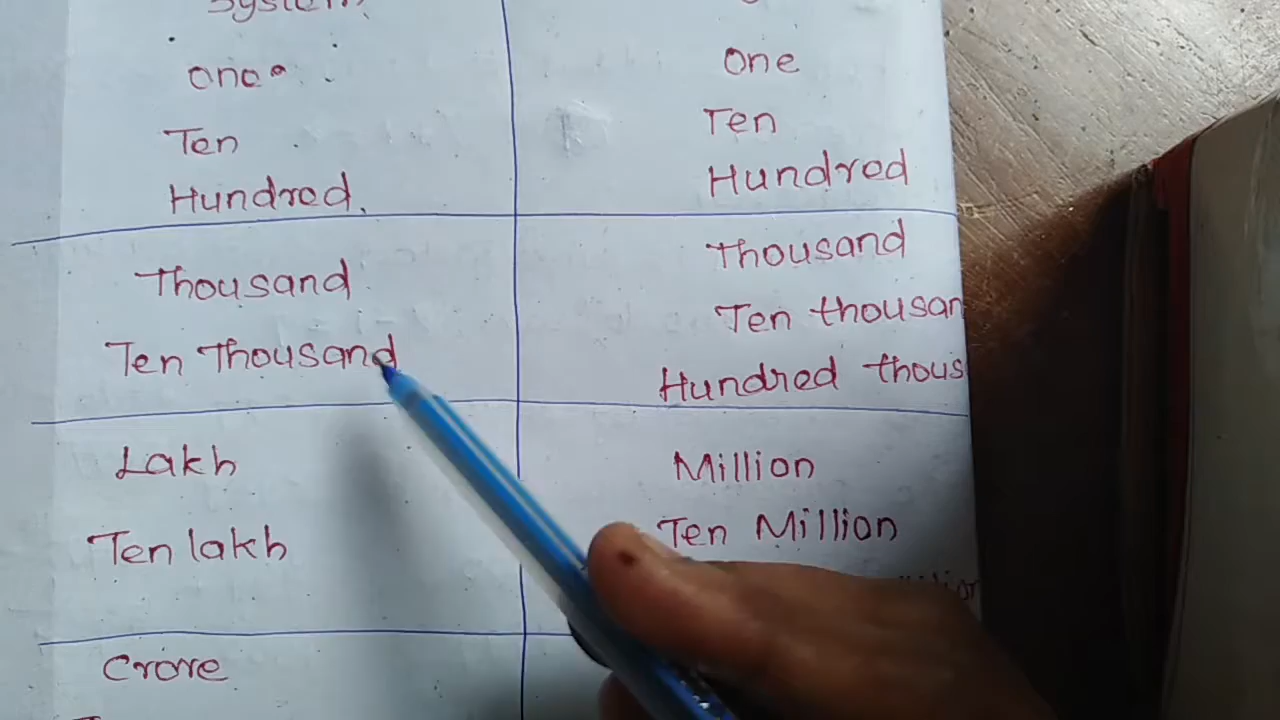 System
One
Ten
Hundred.
Thousand
Ten Thousand
Lakh
Ten lakh
Crore
One
Ten
Hundred
Thousand
Ten thousan
Hundred thous
Million
Ten Million